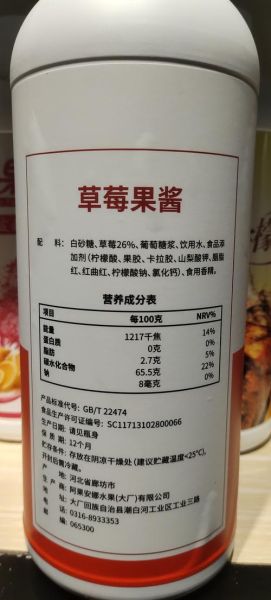 草莓果酱
配 料：白砂糖、草莓26%、葡萄糖浆、饮用水、食品添
加剂(柠檬酸、果胶、卡拉胶、山梨酸钾、胭脂
红、红曲红、柠檬酸钠、氯化钙)、食用香精。
营养成分表
项目 每100克 NRV%
能量 1217千焦 14%
蛋白质 0克 0%
脂肪 2.7克 5%
碳水化合物 65.5克 22%
钠 8毫克 0%
产品标准代号：GB/T 22474
食品生产许可证编号：SC11713102800066
生产日期：请见瓶身
保 质 期：12个月
贮存条件：存放在阴凉干燥处(建议贮藏温度<25℃),
开封后需冷藏。
产 地：河北省廊坊市
生 产 商：阿果安娜水果(大厂)有限公司
地 址：大厂回族自治县潮白河工业区工业三路
电 话：0316-8933353
邮 编：065300